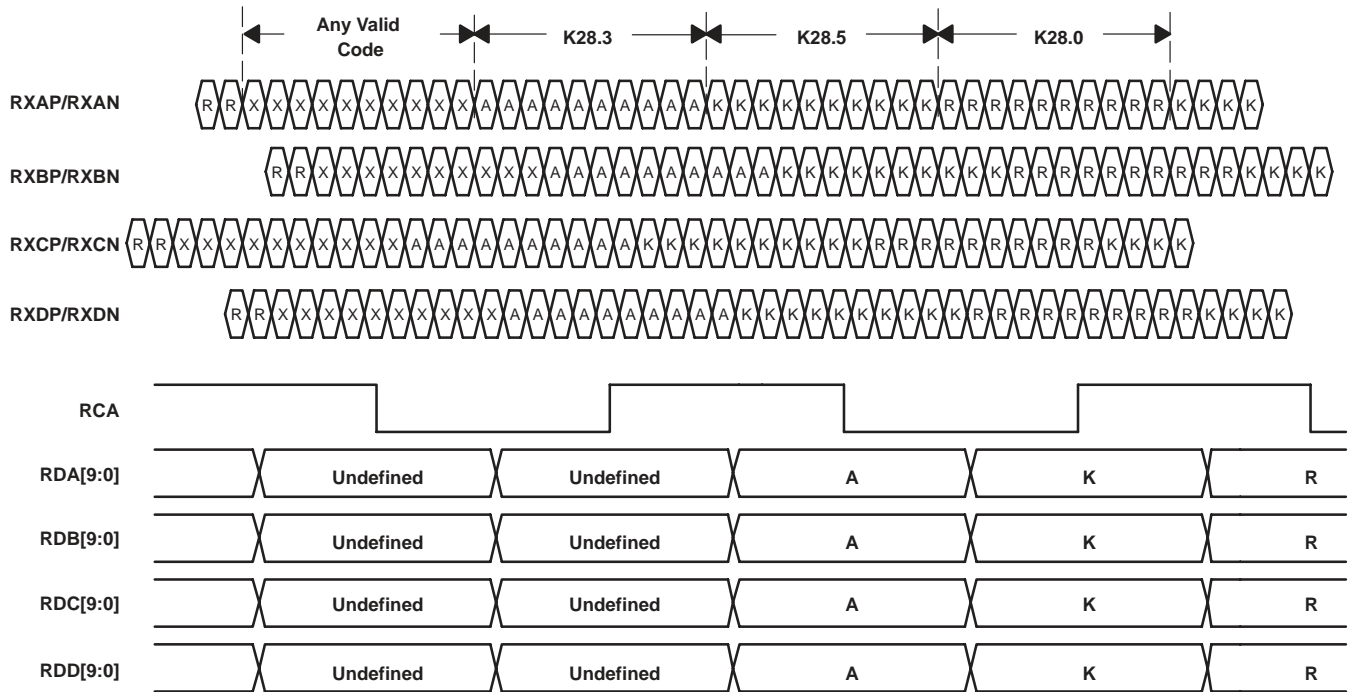 Any Valid
Code
K28.3
K28.5
K28.0
RXAP/RXAN R R X X X X X X X X X X A A A A A A A A A A K K K K K K K K K K R R R R R R R R R R K K K K
RXBP/RXBN R R X X X X X X X X X X A A A A A A A A A A K K K K K K K K K K R R R R R R R R R R K K K K
RXCP/RXCN R R X X X X X X X X X X A A A A A A A A A A K K K K K K K K K K R R R R R R R R R R K K K K
RXDP/RXDN R R X X X X X X X X X X A A A A A A A A A A K K K K K K K K K K R R R R R R R R R R K K K K
RCA
RDA[9:0] Undefined Undefined A K R
RDB[9:0] Undefined Undefined A K R
RDC[9:0] Undefined Undefined A K R
RDD[9:0] Undefined Undefined A K R